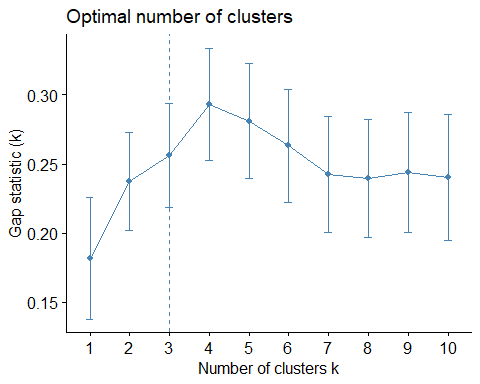 Optimal number of clusters
Gap statistic (k)
0.30
0.25
0.20
0.15
1 2 3 4 5 6 7 8 9 10
Number of clusters k